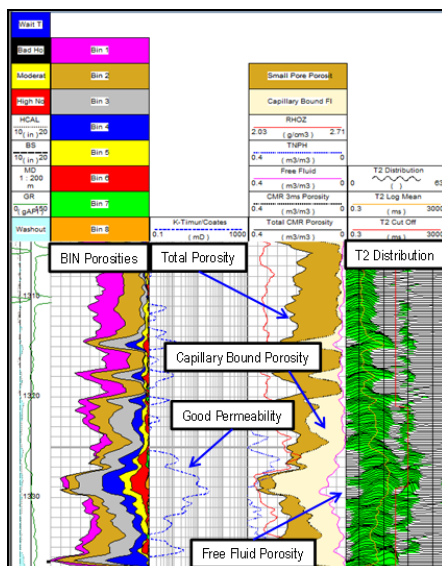 Wait T
Bad Ho
Moderat
High No
HCAL
10 (in) 20
BS
10 (in) 20
MD
1 : 200
m
GR
0 (gAPI) 150
Washout
Bin 1
Bin 2
Bin 3
Bin 4
Bin 5
Bin 6
Bin 7
Bin 8
K-Timur/Coates
0.1 (mD) 1000
Small Pore Porosit
Capillary Bound Fl
RHOZ
2.03 (g/cm3) 2.71
TNPH
0.4 (m3/m3) 0
Free Fluid
0.4 (m3/m3) 0
CMR 3ms Porosity
0.4 (m3/m3) 0
Total CMR Porosity
0.4 (m3/m3) 0
T2 Distribution
0 ( ) 63
T2 Log Mean
0.3 (ms) 3000
T2 Cut Off
0.3 (ms) 3000
BIN Porosities
Total Porosity
T2 Distribution
1310
Capillary Bound Porosity
1320
Good Permeability
1330
Free Fluid Porosity